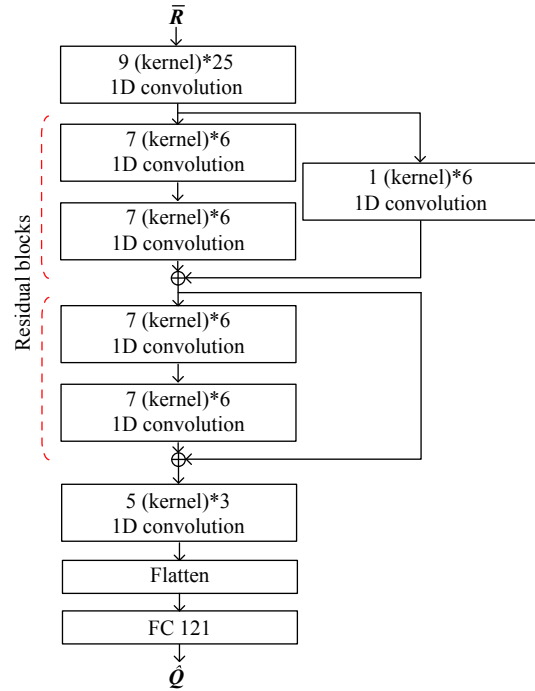 R̅
9 (kernel)*25
1D convolution
7 (kernel)*6
1D convolution
1 (kernel)*6
1D convolution
7 (kernel)*6
1D convolution
Residual blocks
7 (kernel)*6
1D convolution
7 (kernel)*6
1D convolution
5 (kernel)*3
1D convolution
Flatten
FC 121
Q̂